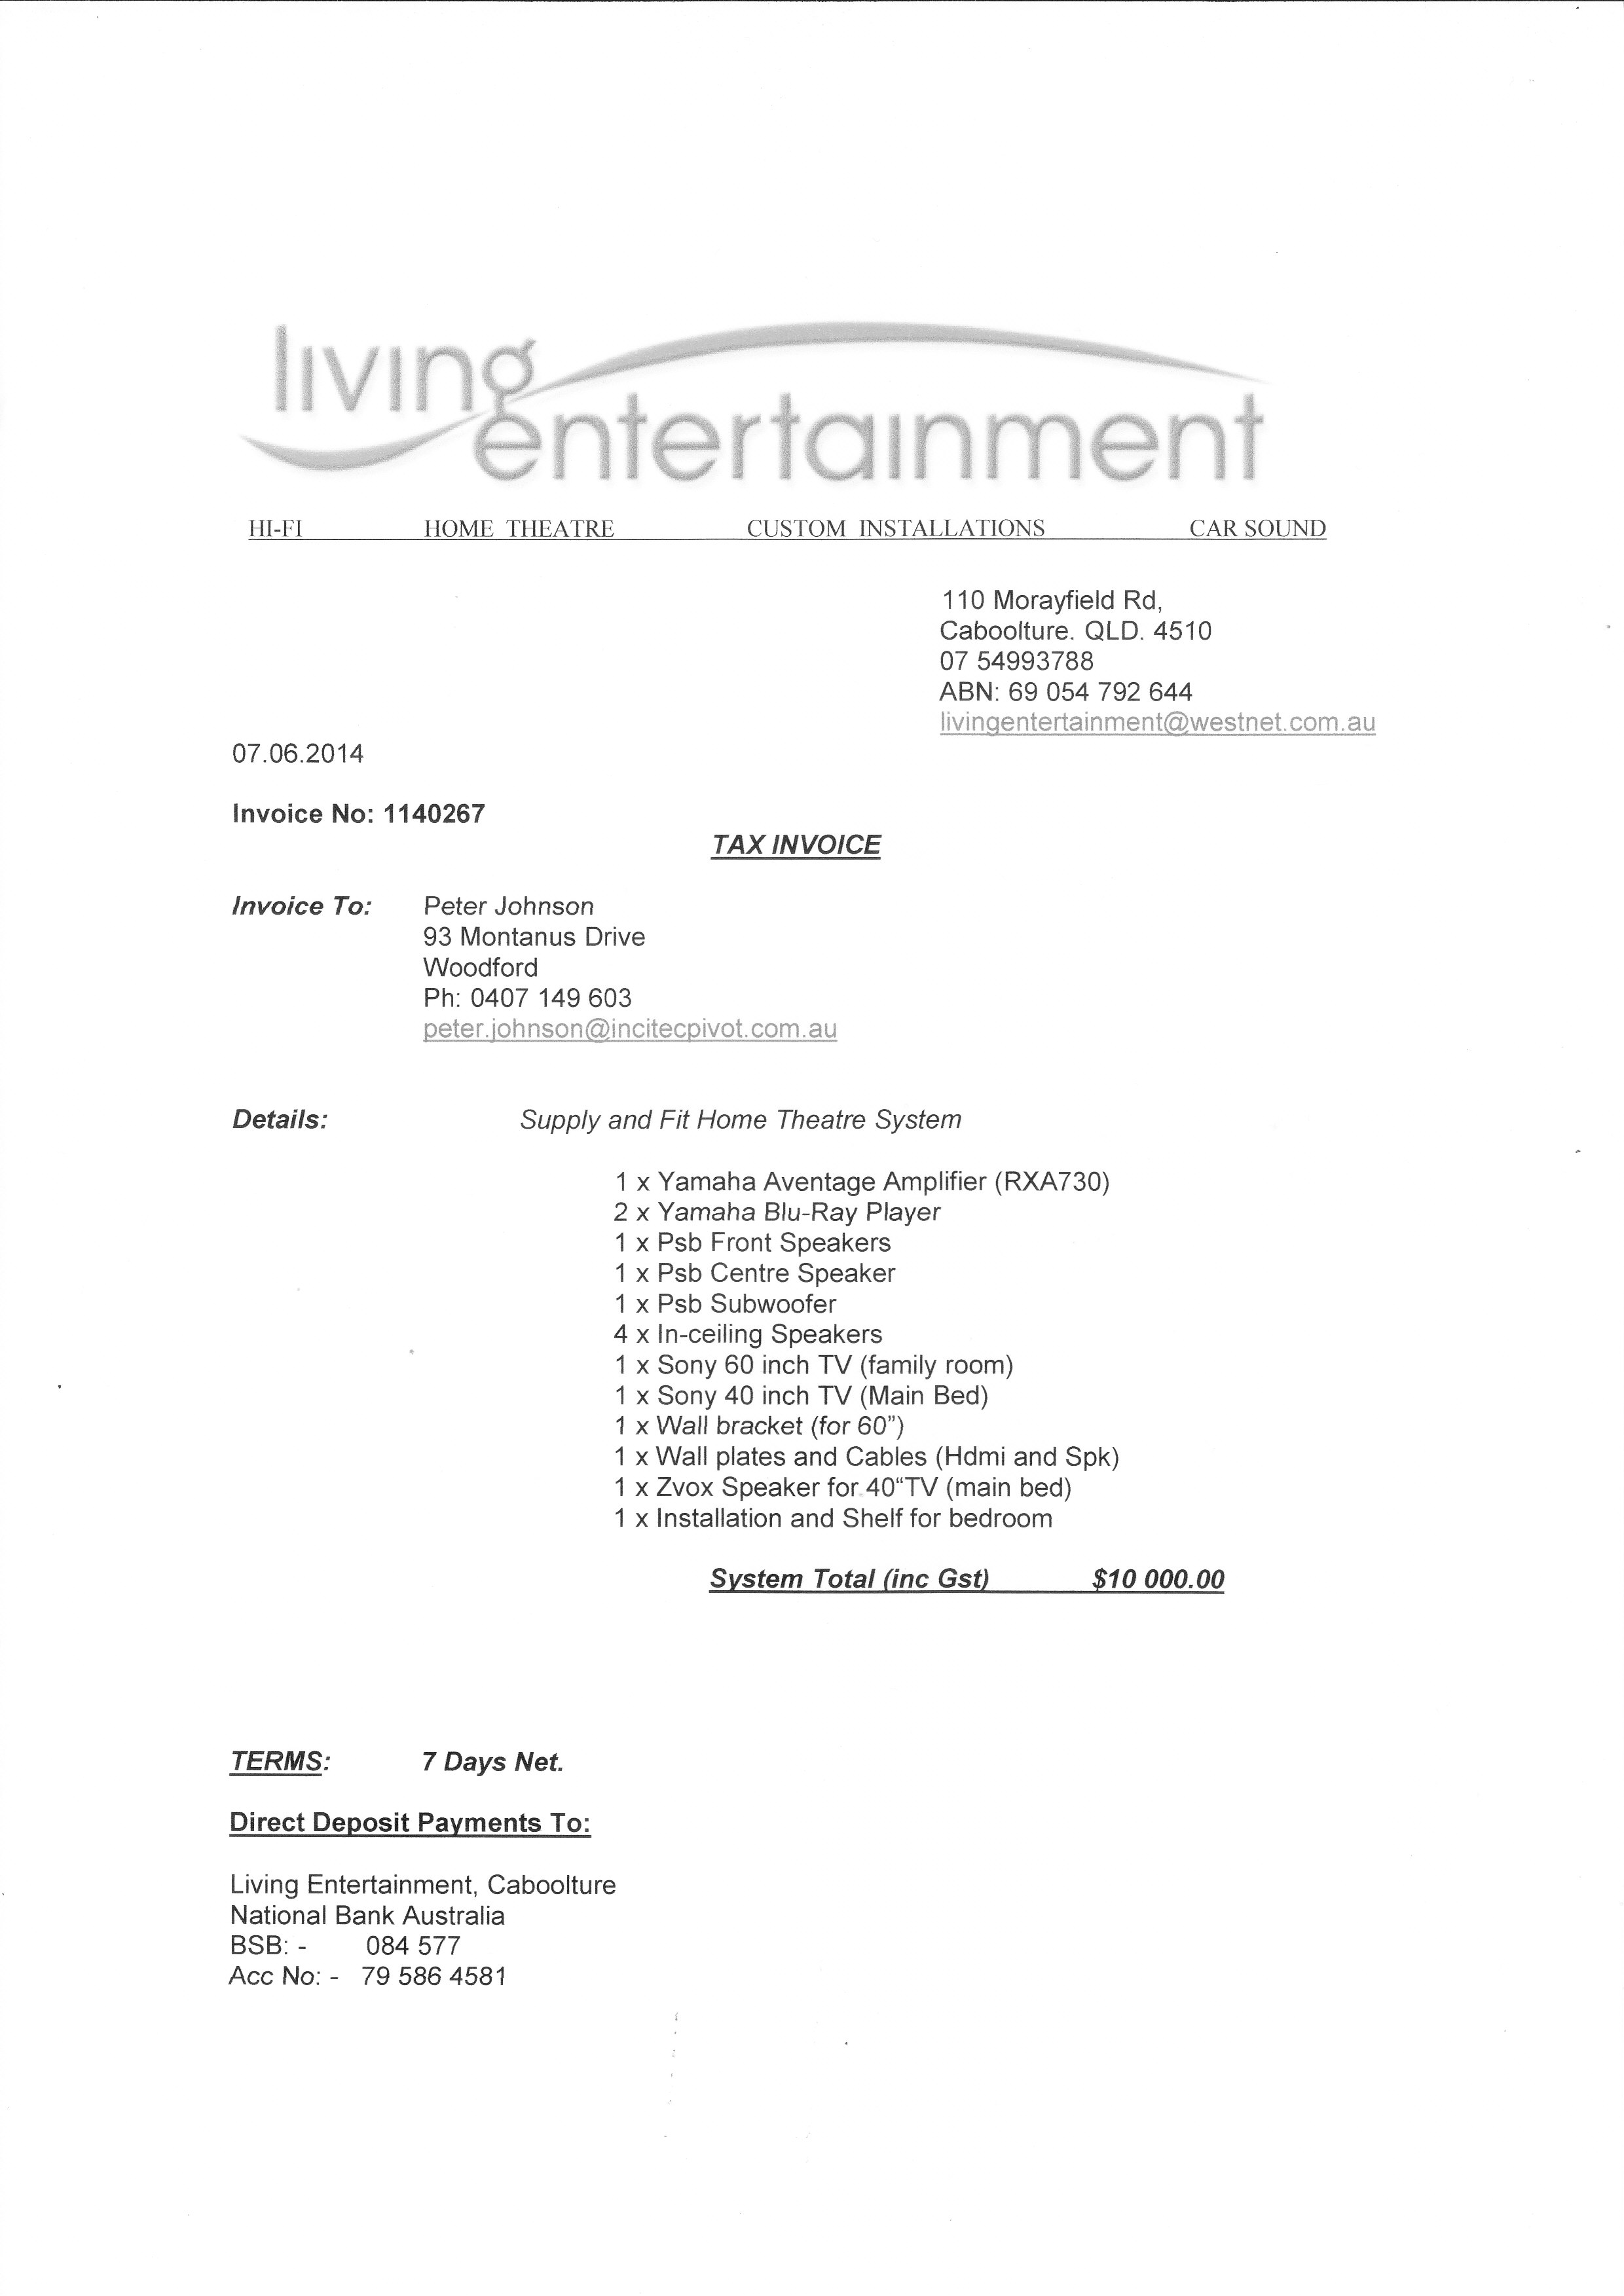 living
entertainment
HI-FI HOME THEATRE CUSTOM INSTALLATIONS CAR SOUND
110 Morayfield Rd,
Caboolture. QLD. 4510
07 54993788
ABN: 69 054 792 644
livingentertainment@westnet.com.au
07.06.2014
Invoice No: 1140267
TAX INVOICE
Invoice To: Peter Johnson
93 Montanus Drive
Woodford
Ph: 0407 149 603
peter.johnson@incitecpivot.com.au
Details: Supply and Fit Home Theatre System
1 x Yamaha Aventage Amplifier (RXA730)
2 x Yamaha Blu-Ray Player
1 x Psb Front Speakers
1 x Psb Centre Speaker
1 x Psb Subwoofer
4 x In-ceiling Speakers
1 x Sony 60 inch TV (family room)
1 x Sony 40 inch TV (Main Bed)
1 x Wall bracket (for 60”)
1 x Wall plates and Cables (Hdmi and Spk)
1 x Zvox Speaker for 40“TV (main bed)
1 x Installation and Shelf for bedroom
System Total (inc Gst) $10 000.00
TERMS: 7 Days Net.
Direct Deposit Payments To:
Living Entertainment, Caboolture
National Bank Australia
BSB: - 084 577
Acc No: - 79 586 4581